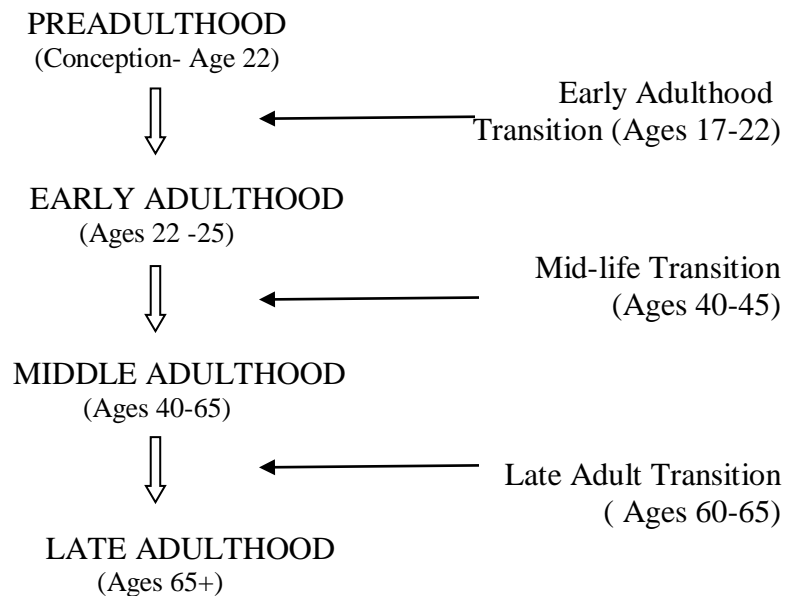 PREADULTHOOD
(Conception- Age 22)
Early Adulthood
Transition (Ages 17-22)
EARLY ADULTHOOD
(Ages 22 -25)
Mid-life Transition
(Ages 40-45)
MIDDLE ADULTHOOD
(Ages 40-65)
Late Adult Transition
( Ages 60-65)
LATE ADULTHOOD
(Ages 65+)